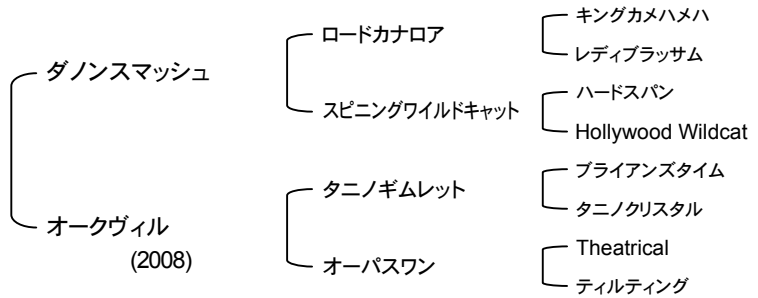 ダノンスマッシュ
ロードカナロア
キングカメハメハ
レディブラッサム
スピニングワイルドキャット
ハードスパン
Hollywood Wildcat
オークヴィル
(2008)
タニノギムレット
ブライアンズタイム
タニノクリスタル
オーパスワン
Theatrical
ティルティング